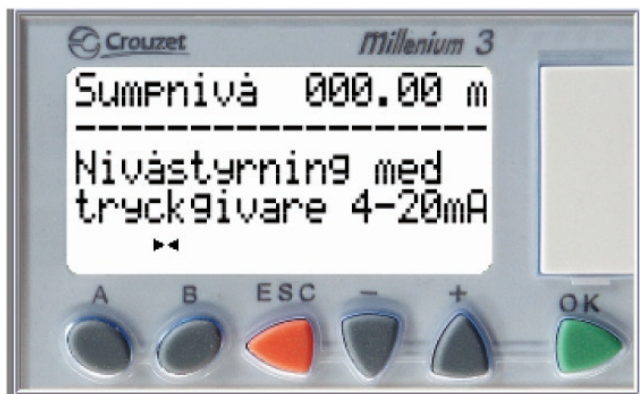 Crouzet Millenium 3
Sumpnivå 000.00 m
--------------------
Nivåstyrning med
tryckgivare 4-20mA
A B ESC - + OK